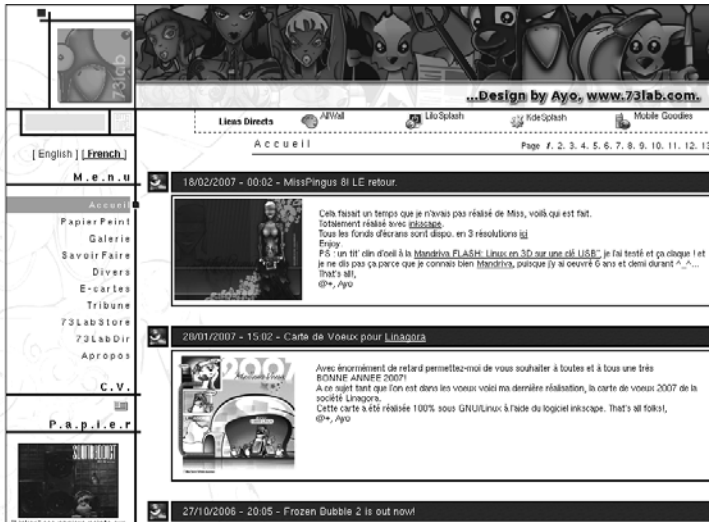 73lab
...Design by Ayo, www.73lab.com.
Liens Directs
AllWall
Lilo Splash
KdeSplash
Mobile Goodies
[ English ] [ French ]
Accueil
Page 1. 2. 3. 4. 5. 6. 7. 8. 9. 10. 11. 12. 13
M.e.n.u
Accueil
PapierPeint
Galerie
SavoirFaire
Divers
E-cartes
Tribune
73LabStore
73LabDir
Apropos
C.V.
P.a.p.i.e.r
18/02/2007 - 00:02 - MissPingus 8! LE retour.
Cela faisait un temps que je n'avais pas réalisé de Miss, voilà qui est fait.
Totalement réalisé avec inkscape.
Tous les fonds d'écrans sont dispo. en 3 résolutions ici
Enjoy.
PS : un tit' clin d'oeil à la Mandriva FLASH: Linux en 3D sur une clé USB", je l'ai testé et ça claque ! et
je ne dis pas ça parce que je connais bien Mandriva, puisque j'y ai oeuvré 6 ans et demi durant ^_^...
That's all!,
@+, Ayo
28/01/2007 - 15:02 - Carte de Voeux pour Linagora
2007
Avec énormément de retard permettez-moi de vous souhaiter à toutes et à tous une très
BONNE ANNEE 2007!
A ce sujet tant que l'on est dans les voeux voici ma dernière réalisation, la carte de voeux 2007 de la
société Linagora.
Cette carte a été réalisée 100% sous GNU/Linux à l'aide du logiciel inkscape. That's all folks!,
@+, Ayo
27/10/2006 - 20:05 - Frozen Bubble 2 is out now!